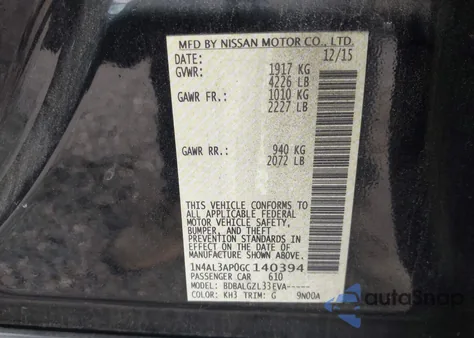 MFD BY NISSAN MOTOR CO., LTD.
DATE: 12/15
GVWR: 1917 KG
4226 LB
GAWR FR.: 1010 KG
2227 LB
GAWR RR.: 940 KG
2072 LB
THIS VEHICLE CONFORMS TO
ALL APPLICABLE FEDERAL
MOTOR VEHICLE SAFETY,
BUMPER, AND THEFT
PREVENTION STANDARDS IN
EFFECT ON THE DATE OF
MANUFACTURE SHOWN ABOVE.
1N4AL3AP0GC140394
PASSENGER CAR 610
MODEL: BDBALGZL33EVA-----
COLOR: KH3 TRIM: G 9N00A
autoSnap